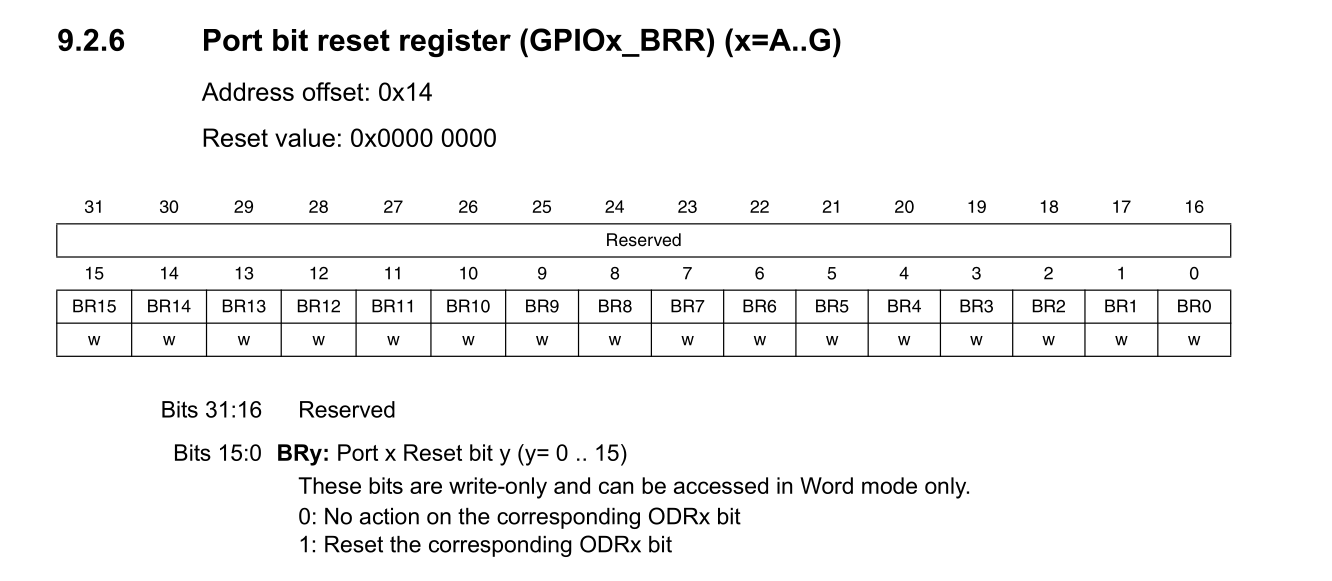 9.2.6 Port bit reset register (GPIOx_BRR) (x=A..G)
Address offset: 0x14
Reset value: 0x0000 0000
31 30 29 28 27 26 25 24 23 22 21 20 19 18 17 16
Reserved
15 14 13 12 11 10 9 8 7 6 5 4 3 2 1 0
BR15 BR14 BR13 BR12 BR11 BR10 BR9 BR8 BR7 BR6 BR5 BR4 BR3 BR2 BR1 BR0
w w w w w w w w w w w w w w w w
Bits 31:16 Reserved
Bits 15:0 BRy: Port x Reset bit y (y= 0 .. 15)
These bits are write-only and can be accessed in Word mode only.
0: No action on the corresponding ODRx bit
1: Reset the corresponding ODRx bit